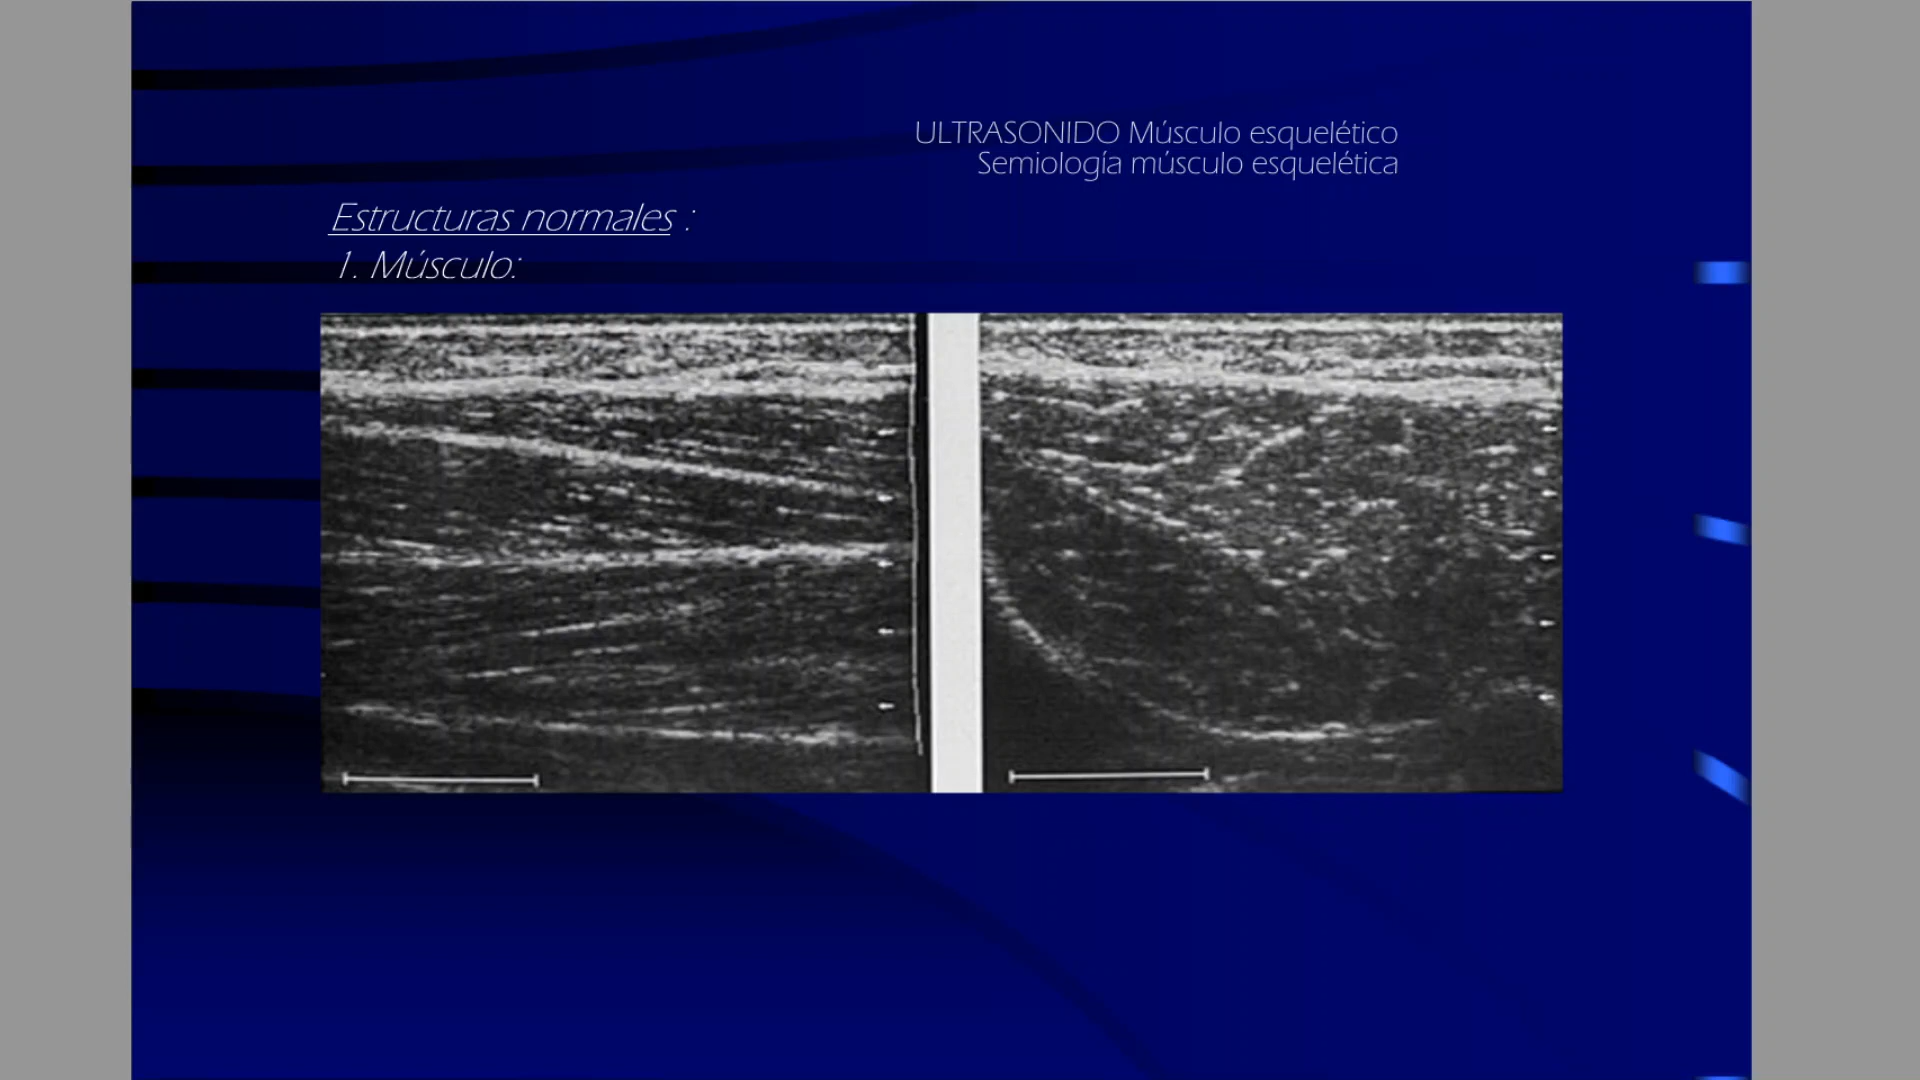 ULTRASONIDO Músculo esquelético
Semiología músculo esquelética
Estructuras normales :
1. Músculo: